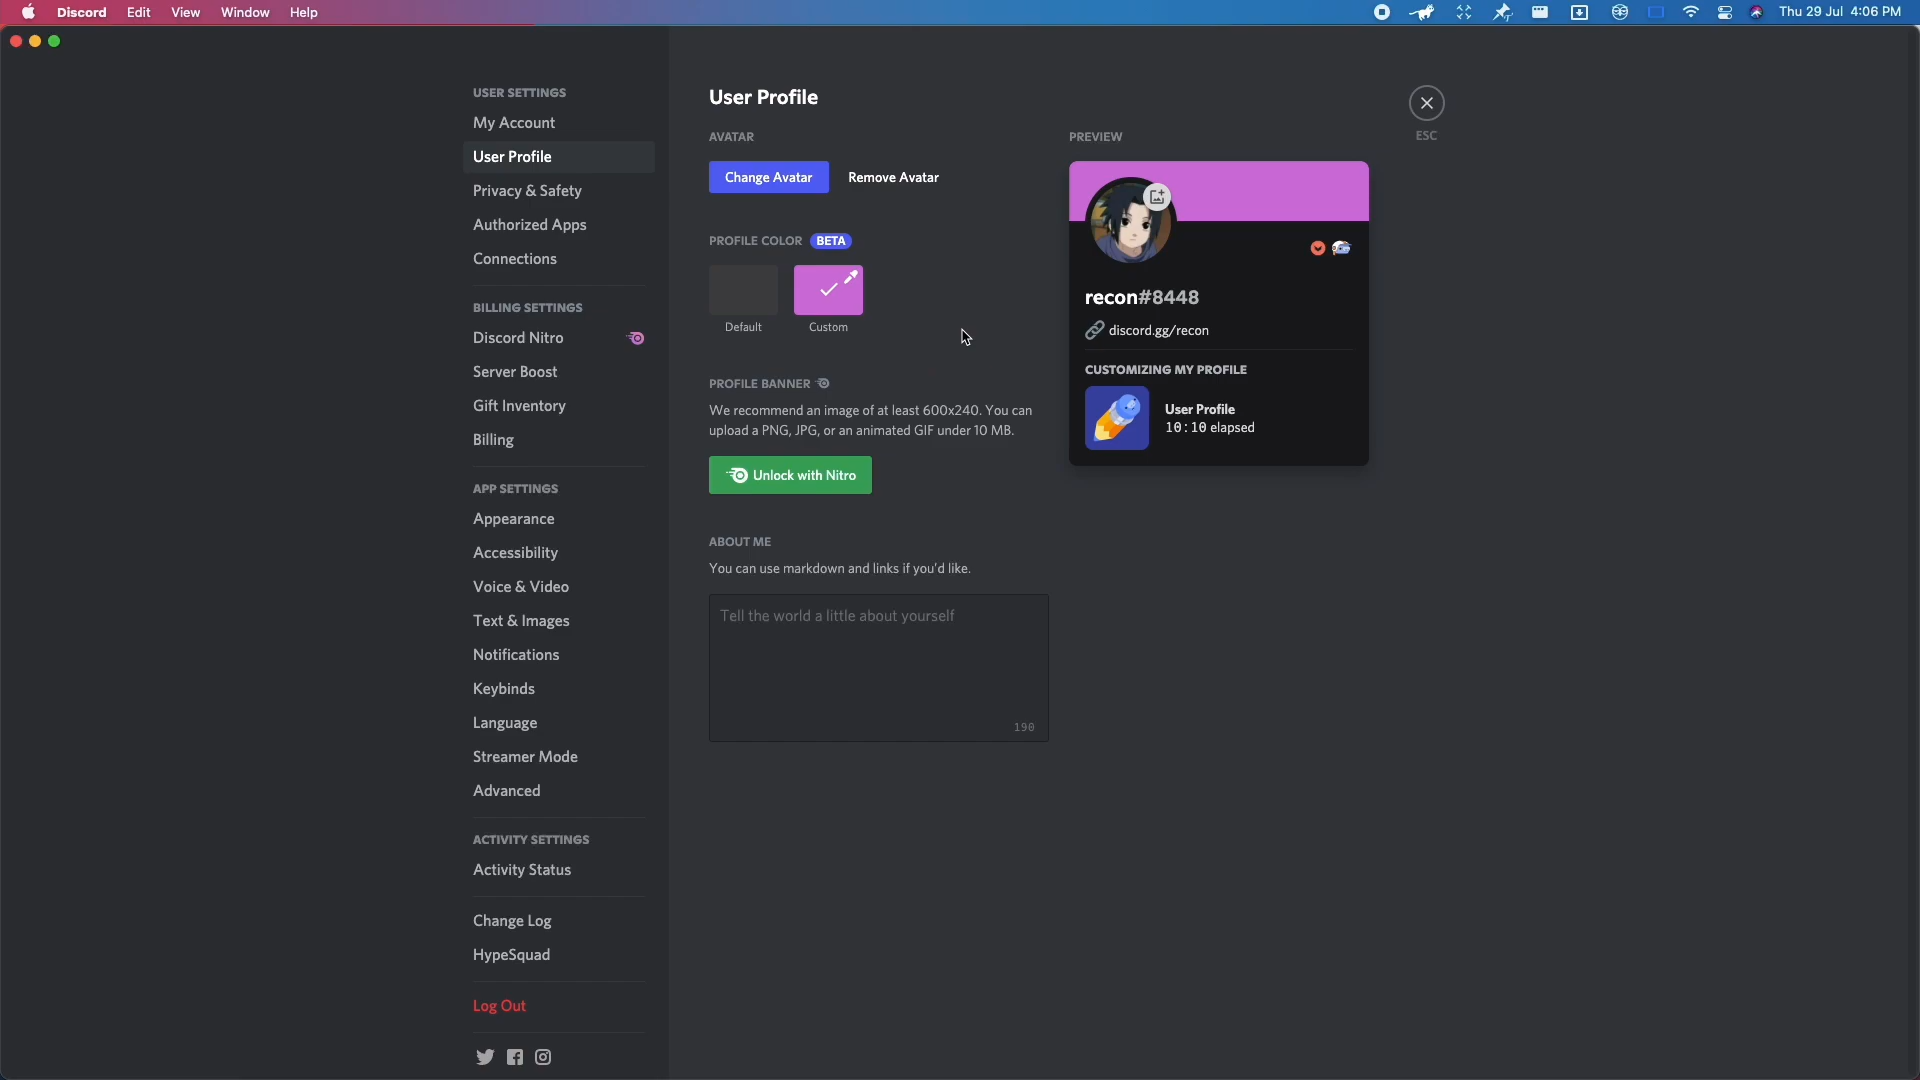 Discord Edit View Window Help Thu 29 Jul 4:06 PM
USER SETTINGS
My Account
User Profile
Privacy & Safety
Authorized Apps
Connections
BILLING SETTINGS
Discord Nitro
Server Boost
Gift Inventory
Billing
APP SETTINGS
Appearance
Accessibility
Voice & Video
Text & Images
Notifications
Keybinds
Language
Streamer Mode
Advanced
ACTIVITY SETTINGS
Activity Status
Change Log
HypeSquad
Log Out
User Profile
AVATAR
Change Avatar Remove Avatar
PROFILE COLOR BETA
Default Custom
PROFILE BANNER
We recommend an image of at least 600x240. You can
upload a PNG, JPG, or an animated GIF under 10 MB.
Unlock with Nitro
ABOUT ME
You can use markdown and links if you'd like.
Tell the world a little about yourself
190
PREVIEW
recon#8448
discord.gg/recon
CUSTOMIZING MY PROFILE
User Profile
10:10 elapsed
ESC